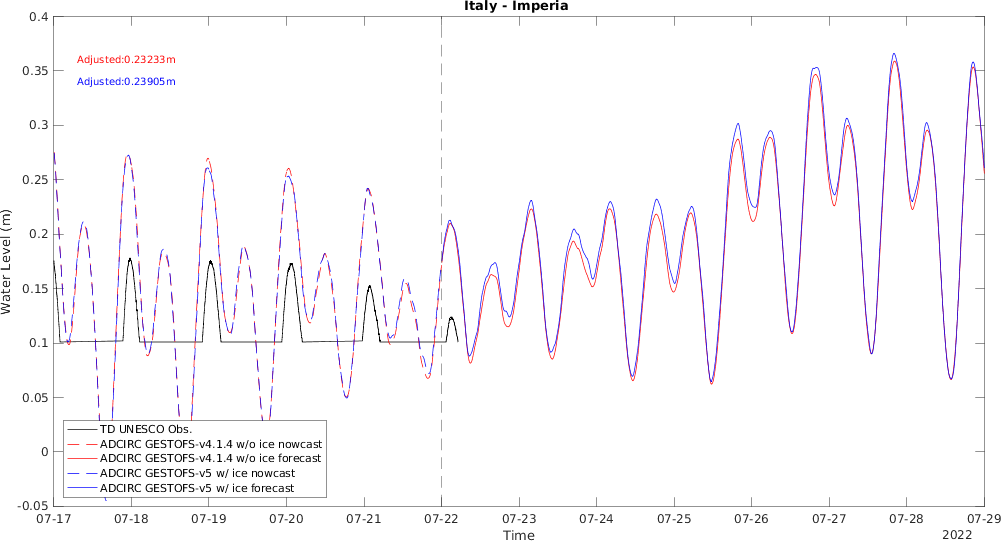 Italy - Imperia
Adjusted:0.23233m
Adjusted:0.23905m
Water Level (m)
0.4
0.35
0.3
0.25
0.2
0.15
0.1
0.05
0
-0.05
TD UNESCO Obs.
ADCIRC GESTOFS-v4.1.4 w/o ice nowcast
ADCIRC GESTOFS-v4.1.4 w/o ice forecast
ADCIRC GESTOFS-v5 w/ ice nowcast
ADCIRC GESTOFS-v5 w/ ice forecast
07-17 07-18 07-19 07-20 07-21 07-22 07-23 07-24 07-25 07-26 07-27 07-28 07-29
Time
2022